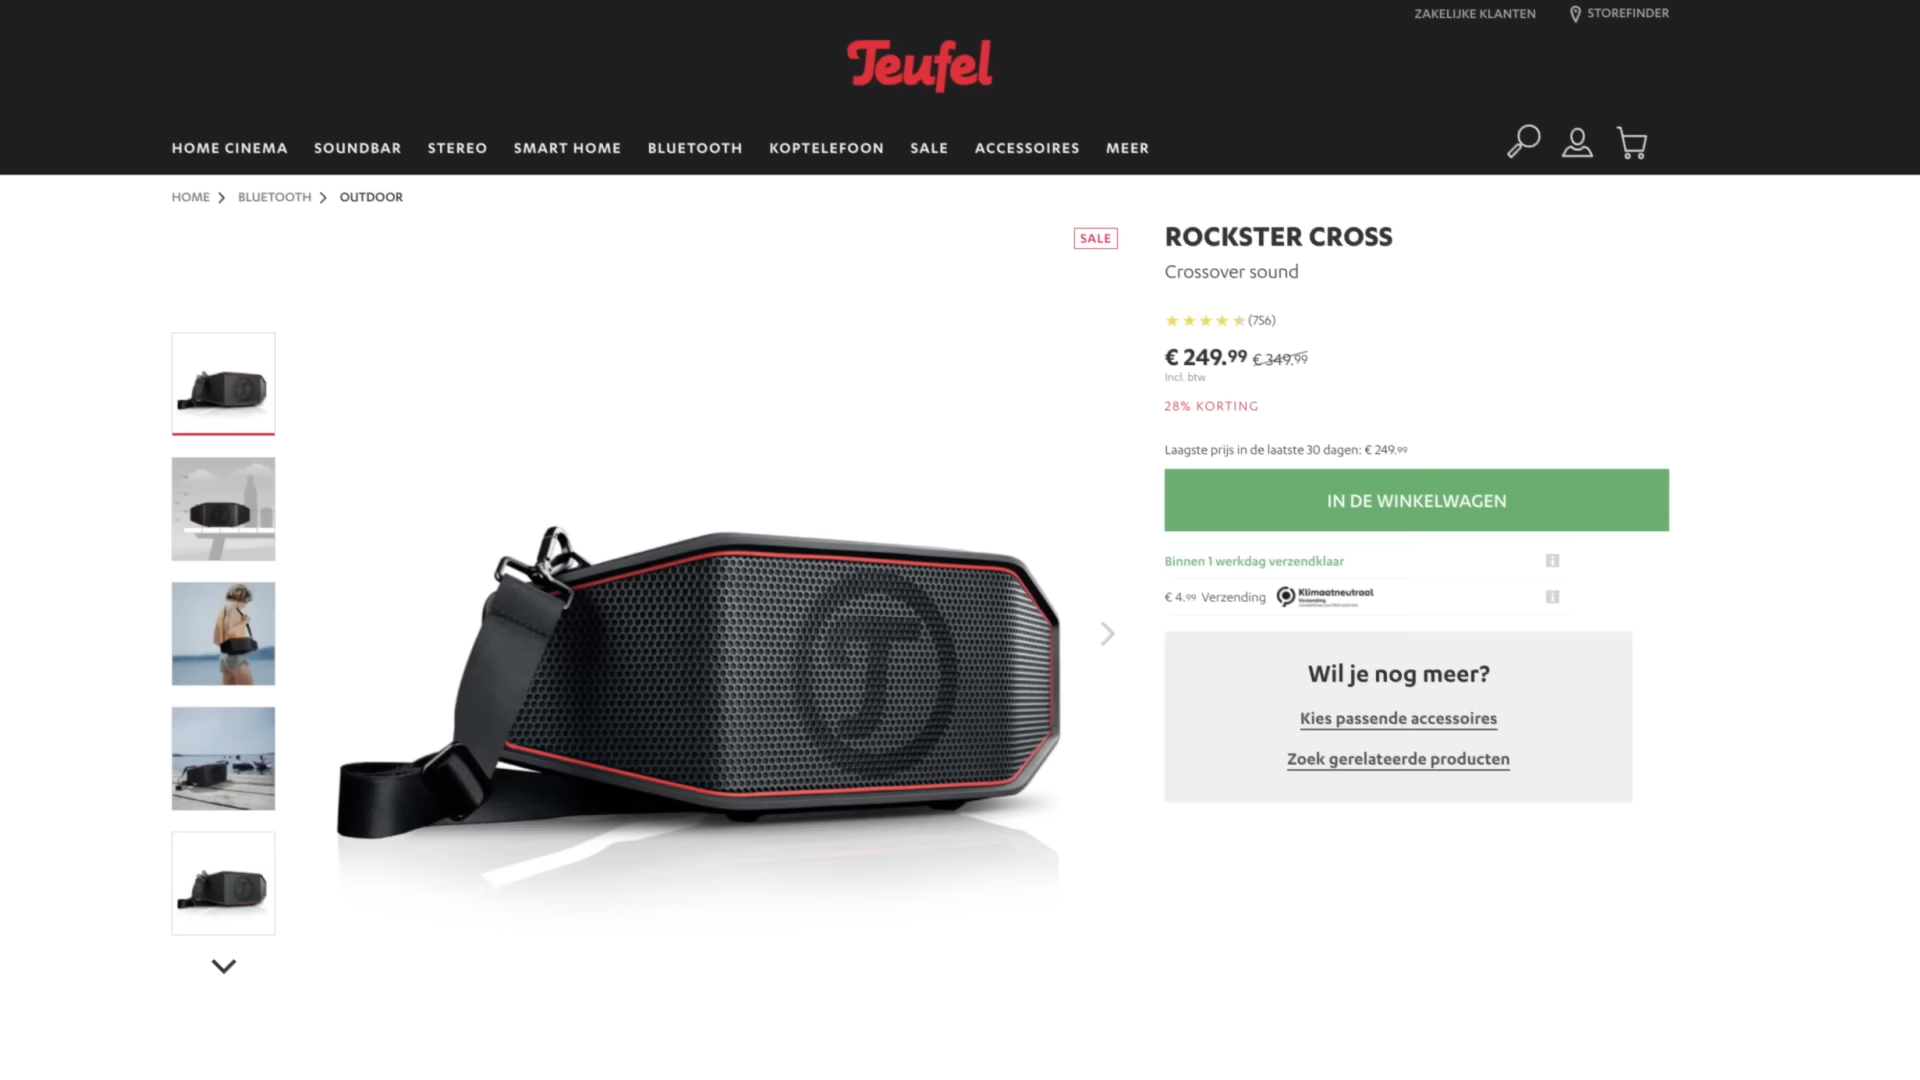 ZAKELIJKE KLANTEN
STOREFINDER
Teufel
HOME CINEMA
SOUNDBAR
STEREO
SMART HOME
BLUETOOTH
KOPTELEFOON
SALE
ACCESSOIRES
MEER
HOME
BLUETOOTH
OUTDOOR
SALE
ROCKSTER CROSS
Crossover sound
(756)
€ 249.99 € 349.99
Incl. btw
28% KORTING
Laagste prijs in de laatste 30 dagen: € 249.99
IN DE WINKELWAGEN
Binnen 1 werkdag verzendklaar
€ 4.99 Verzending
Klimaatneutraal
Verzending
Wil je nog meer?
Kies passende accessoires
Zoek gerelateerde producten